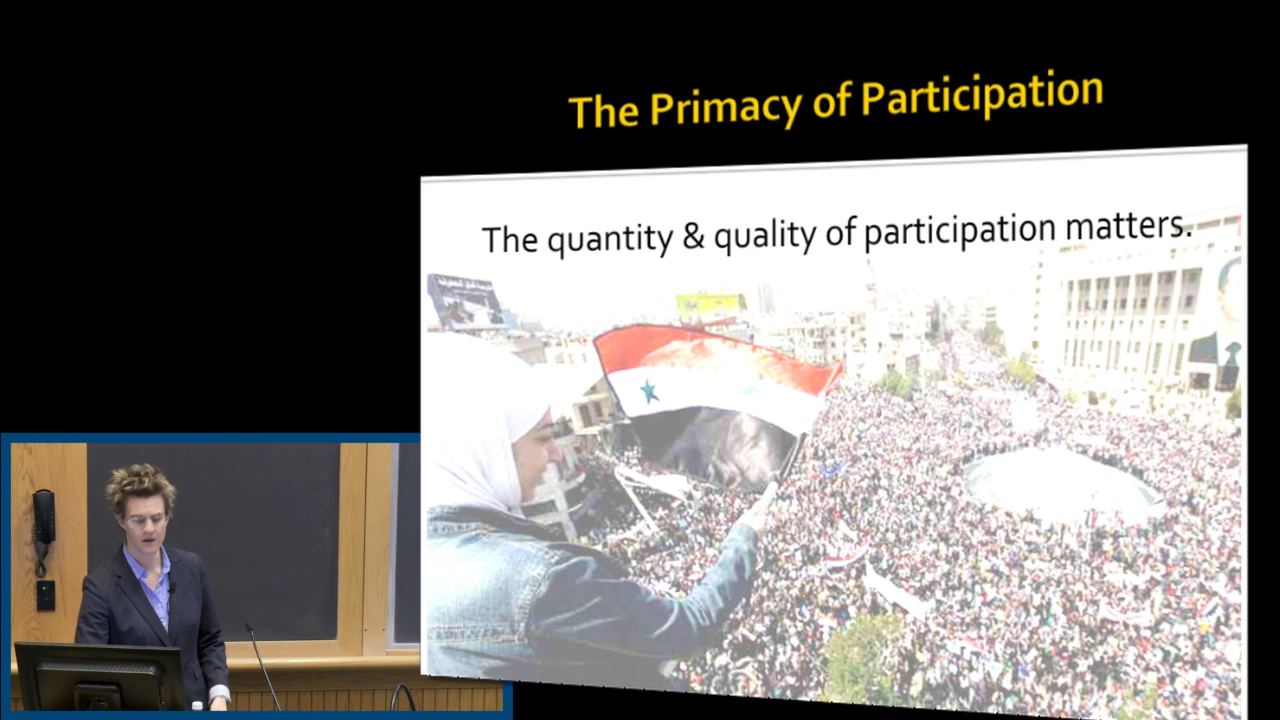 The Primacy of Participation
The quantity & quality of participation matters.